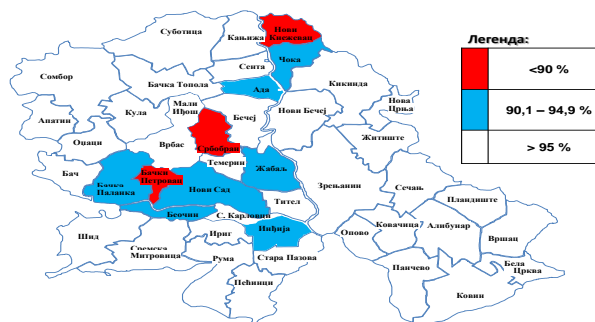 Легенда:
<90 %
90,1 – 94,9 %
> 95 %
Суботица
Кањижа
Нови
Кнежевац
Сента
Чока
Сомбор
Бачка Топола
Ада
Кикинда
Мали
Иђош
Нова
Црња
Апатин
Кула
Бечеј
Нови Бечеј
Оџаци
Врбас
Србобран
Житиште
Темерин
Бач
Бачки
Петровац
Жабаљ
Бачка
Паланка
Нови Сад
Зрењанин
Сечањ
Тител
Пландиште
Беочин
С. Карловци
Ковачица
Алибунар
Шид
Ириг
Инђија
Опово
Вршац
Сремска
Митровица
Рума
Стара Пазова
Панчево
Бела
Црква
Пећинци
Ковин